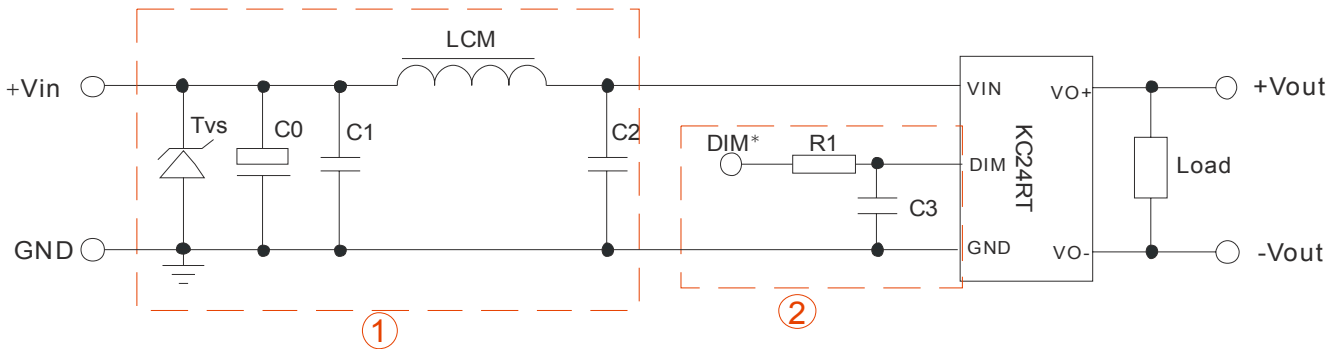 LCM
+Vin
Tvs
C0
C1
C2
DIM*
R1
C3
VIN
DIM
GND
KC24RT
VO+
VO-
+Vout
Load
-Vout
GND
①
②